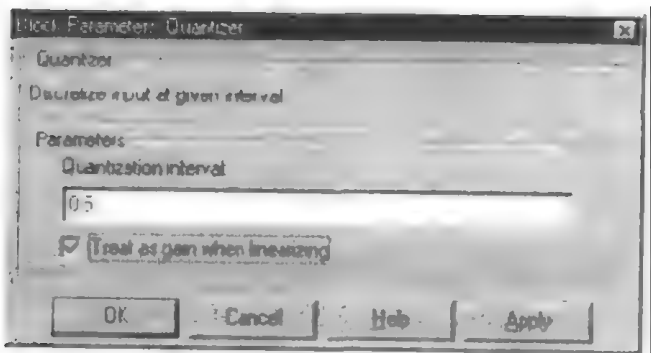 Block Parameters: Quantizer
Quantizer
Discretize input at given interval
Parameters
Quantization interval
0.5
Treat as gain when linearizing
OK Cancel Help Apply